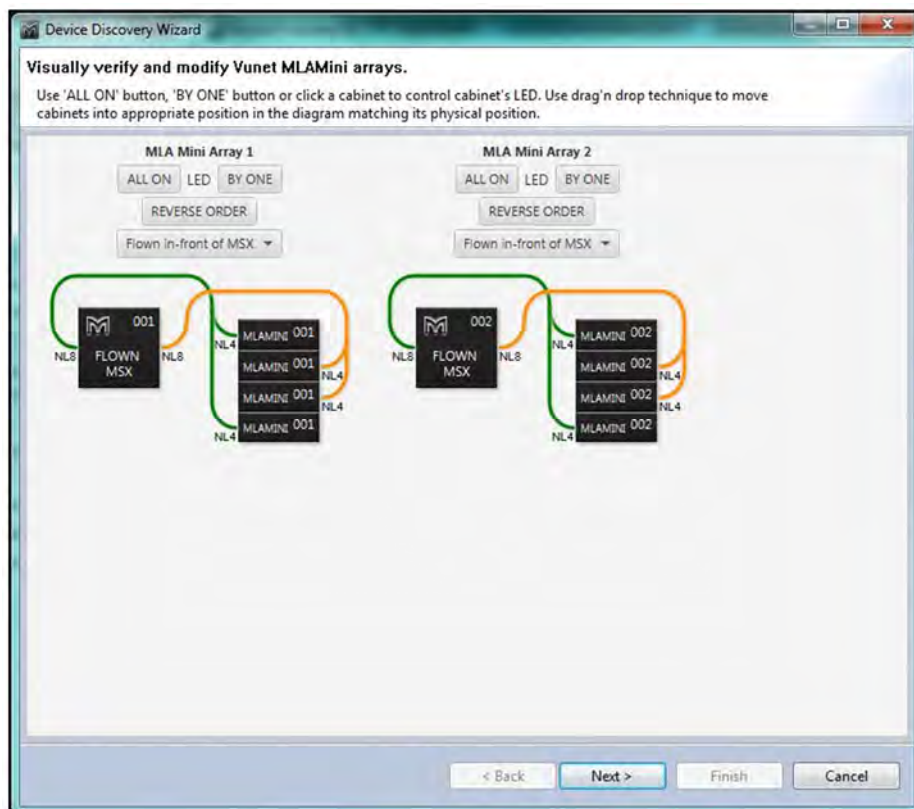 Device Discovery Wizard
Visually verify and modify Vunet MLAMini arrays.
Use 'ALL ON' button, 'BY ONE' button or click a cabinet to control cabinet's LED. Use drag'n drop technique to move
cabinets into appropriate position in the diagram matching its physical position.
MLA Mini Array 1
ALL ON LED BY ONE
REVERSE ORDER
Flown in-front of MSX
001
FLOWN
MSX
NL8
NL8
NL4
MLAMINI 001
MLAMINI 001
NL4
MLAMINI 001
NL4
MLAMINI 001
NL4
MLA Mini Array 2
ALL ON LED BY ONE
REVERSE ORDER
Flown in-front of MSX
002
FLOWN
MSX
NL8
NL8
NL4
MLAMINI 002
MLAMINI 002
NL4
MLAMINI 002
NL4
MLAMINI 002
NL4
< Back Next > Finish Cancel